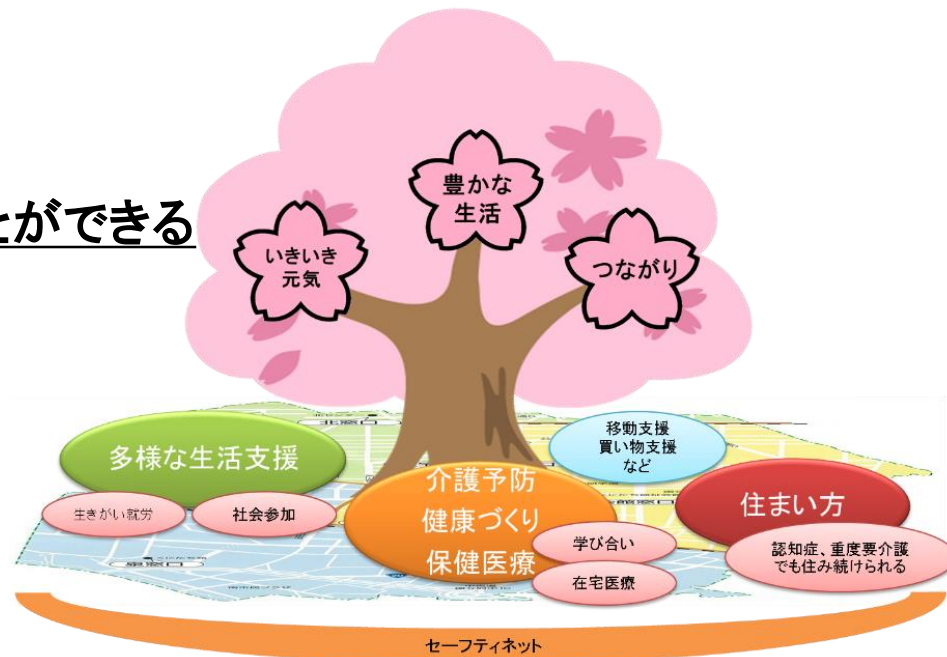 とができる
豊かな
生活
いきいき
元気
つながり
移動支援
買い物支援
など
多様な生活支援
介護予防
健康づくり
保健医療
住まい方
生きがい就労
社会参加
学び合い
在宅医療
認知症、重度要介護
でも住み続けられる
セーフティネット